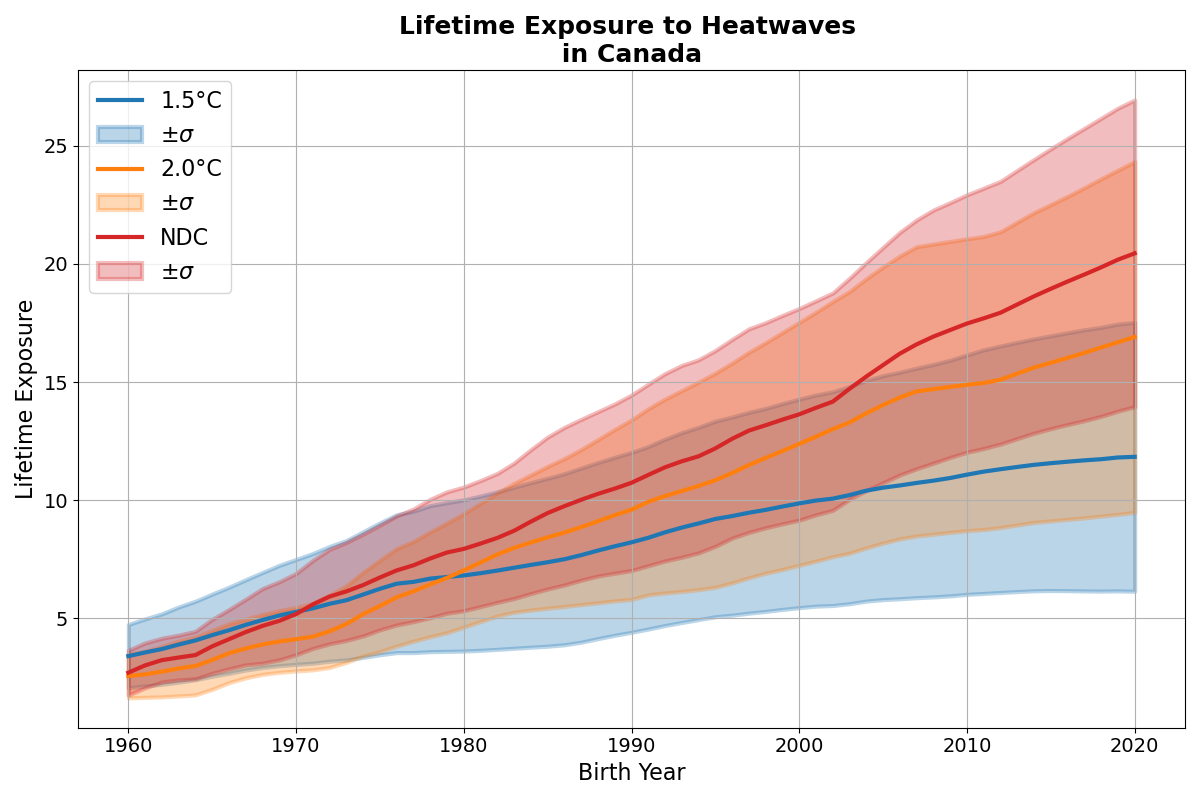 Lifetime Exposure to Heatwaves
in Canada
1.5°C
±σ
2.0°C
±σ
NDC
±σ
25
20
15
10
5
Lifetime Exposure
1960 1970 1980 1990 2000 2010 2020
Birth Year